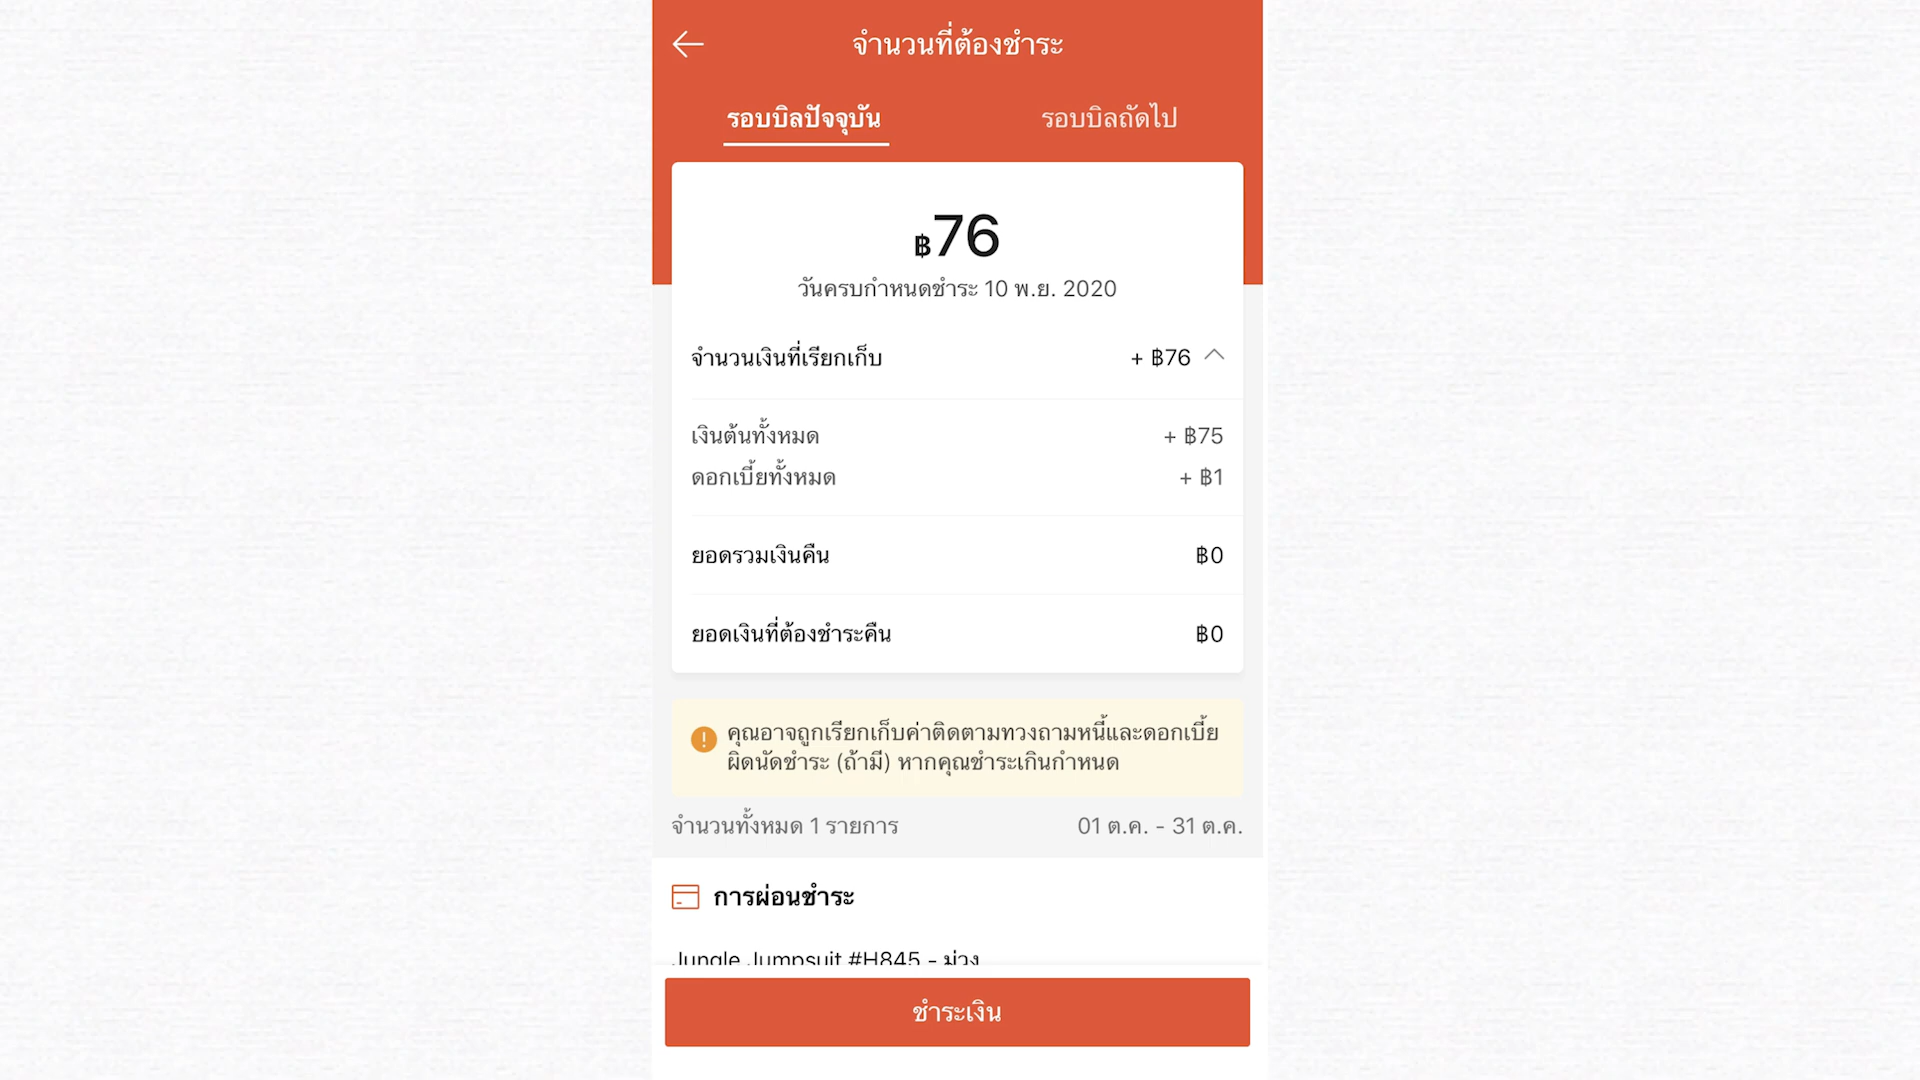 จำนวนที่ต้องชำระ
รอบบิลปัจจุบัน
รอบบิลถัดไป
฿76
วันครบกำหนดชำระ 10 พ.ย. 2020
จำนวนเงินที่เรียกเก็บ + ฿76
เงินต้นทั้งหมด + ฿75
ดอกเบี้ยทั้งหมด + ฿1
ยอดรวมเงินคืน ฿0
ยอดเงินที่ต้องชำระคืน ฿0
คุณอาจถูกเรียกเก็บค่าติดตามทวงถามหนี้และดอกเบี้ย
ผิดนัดชำระ (ถ้ามี) หากคุณชำระเกินกำหนด
จำนวนทั้งหมด 1 รายการ 01 ต.ค. - 31 ต.ค.
การผ่อนชำระ
Jungle Jumpsuit #H845 - ม่วง
ชำระเงิน